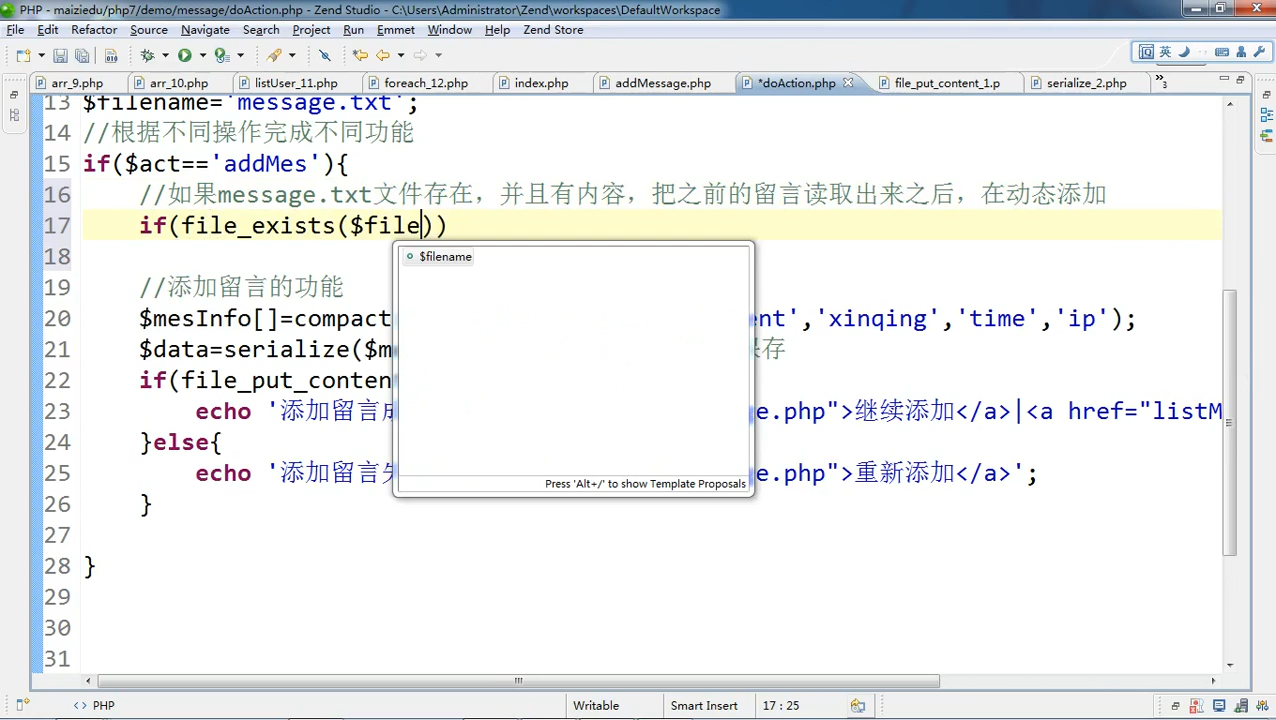 PHP - maiziedu/php7/demo/message/doAction.php - Zend Studio - C:\Users\Administrator\Zend\workspaces\DefaultWorkspace
File Edit Refactor Source Navigate Search Project Run Emmet Window Help Zend Store
英
arr_9.php arr_10.php listUser_11.php foreach_12.php index.php addMessage.php *doAction.php file_put_content_1.p serialize_2.php »3
13 $filename='message.txt';
14 //根据不同操作完成不同功能
15 if($act=='addMes'){
16 //如果message.txt文件存在，并且有内容，把之前的留言读取出来之后，在动态添加
17 if(file_exists($file))
18
$filename
19 //添加留言的功能
20 $mesInfo[]=compact ent','xinqing','time','ip');
21 $data=serialize($m 存
22 if(file_put_conten
23 echo '添加留言 e.php">继续添加</a>|<a href="listM
24 }else{
25 echo '添加留言 e.php">重新添加</a>';
Press 'Alt+/' to show Template Proposals
26 }
27
28 }
29
30
31
<> PHP Writable Smart Insert 17 : 25